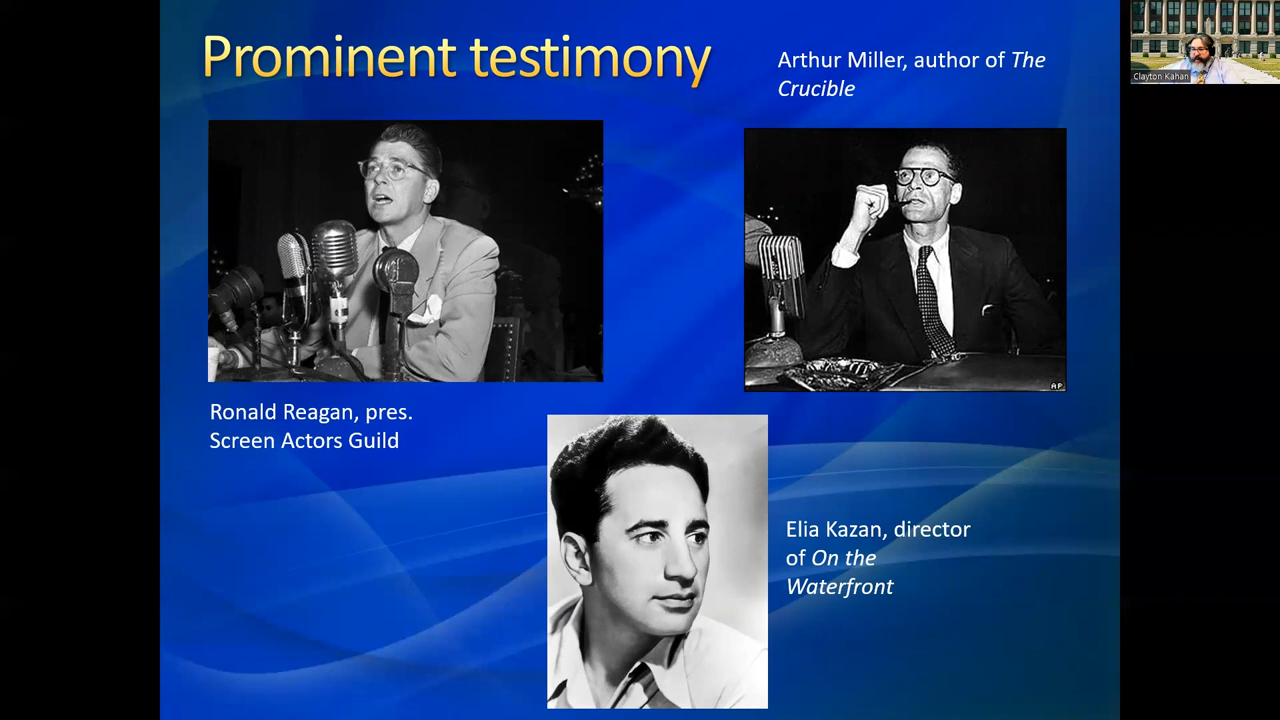 Prominent testimony
Arthur Miller, author of The
Crucible
Clayton Kahan
AP
Ronald Reagan, pres.
Screen Actors Guild
Elia Kazan, director
of On the
Waterfront